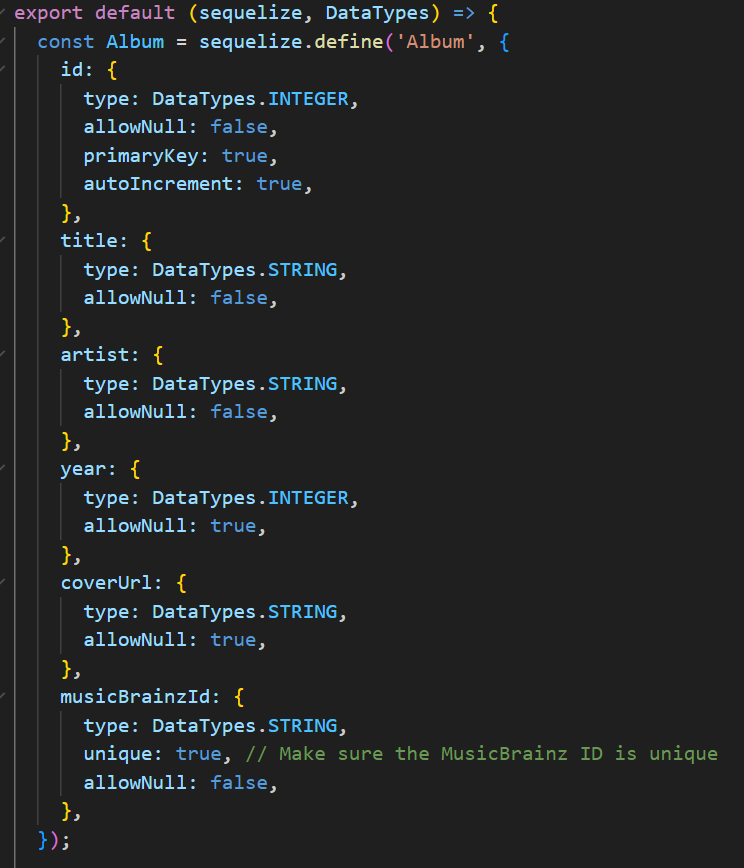 export default (sequelize, DataTypes) => {
  const Album = sequelize.define('Album', {
    id: {
      type: DataTypes.INTEGER,
      allowNull: false,
      primaryKey: true,
      autoIncrement: true,
    },
    title: {
      type: DataTypes.STRING,
      allowNull: false,
    },
    artist: {
      type: DataTypes.STRING,
      allowNull: false,
    },
    year: {
      type: DataTypes.INTEGER,
      allowNull: true,
    },
    coverUrl: {
      type: DataTypes.STRING,
      allowNull: true,
    },
    musicBrainzId: {
      type: DataTypes.STRING,
      unique: true, // Make sure the MusicBrainz ID is unique
      allowNull: false,
    },
  });